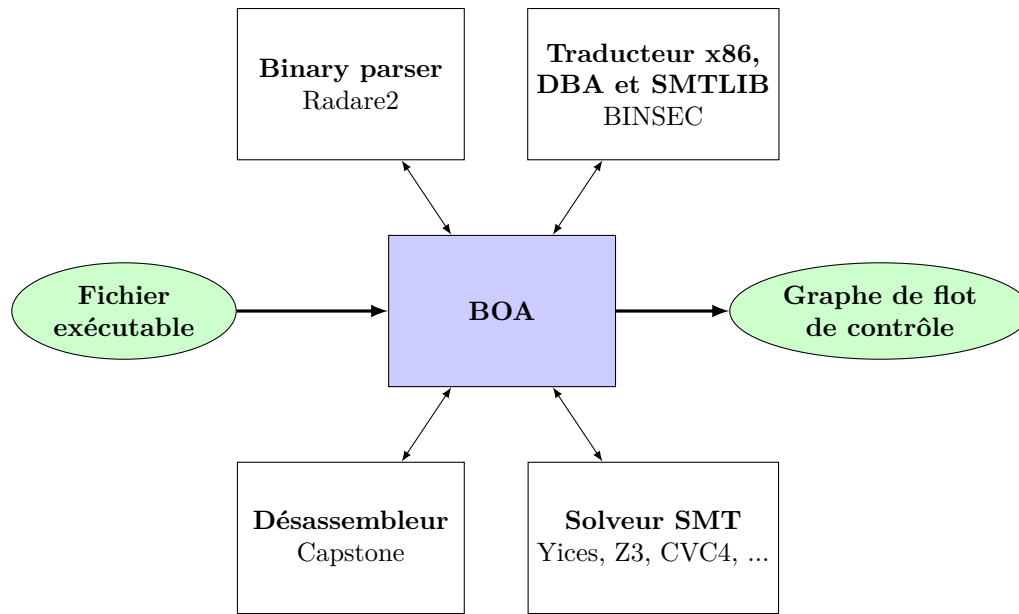 Binary parser
Radare2
Traducteur x86,
DBA et SMTLIB
BINSEC
Fichier
exécutable
BOA
Graphe de flot
de contrôle
Désassembleur
Capstone
Solveur SMT
Yices, Z3, CVC4, ...